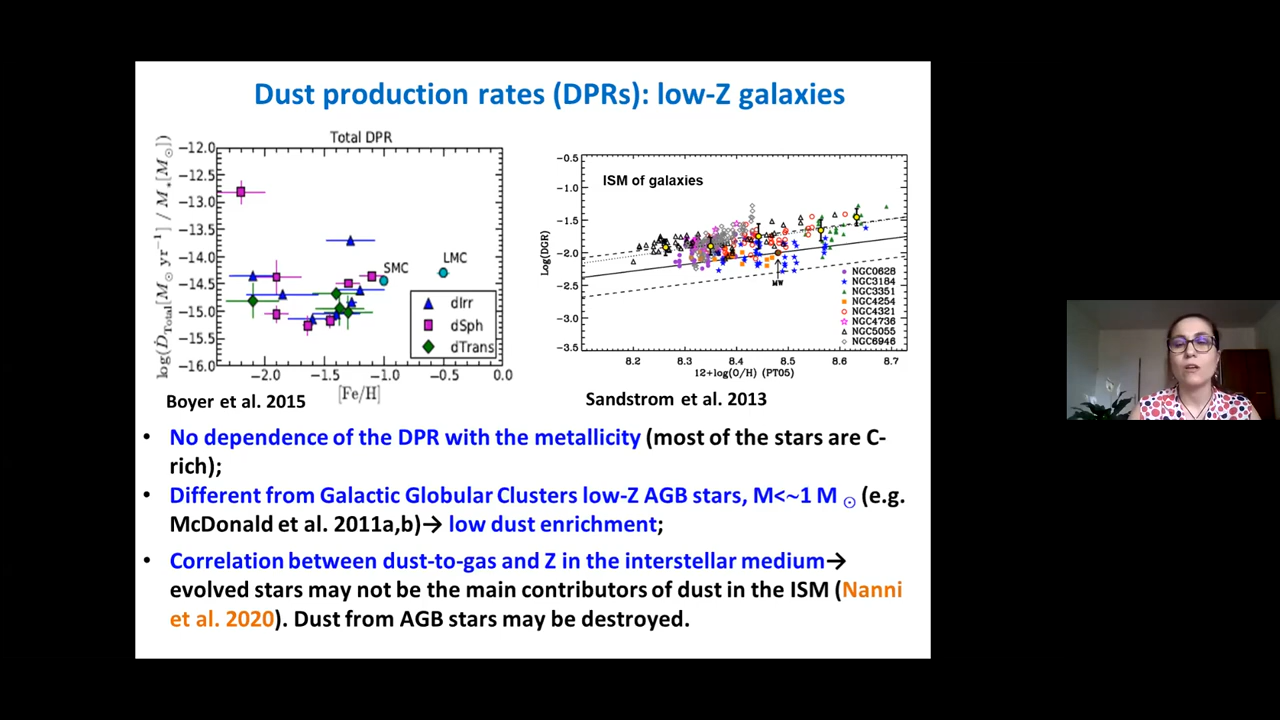 Dust production rates (DPRs): low-Z galaxies
Total DPR
log(Ḋ_Total[M⊙ yr⁻¹] / M⋆[M⊙])
−12.0
−12.5
−13.0
−13.5
−14.0
−14.5
−15.0
−15.5
−16.0
SMC
LMC
dIrr
dSph
dTrans
−2.0 −1.5 −1.0 −0.5 0.0
[Fe/H]
Boyer et al. 2015
ISM of galaxies
Log(DGR)
−0.5
−1.0
−1.5
−2.0
−2.5
−3.0
−3.5
MW
NGC0628
NGC3184
NGC3351
NGC4254
NGC4321
NGC4736
NGC5055
NGC6946
8.2 8.3 8.4 8.5 8.6 8.7
12+log(O/H) (PT05)
Sandstrom et al. 2013
• No dependence of the DPR with the metallicity (most of the stars are C-
rich);
• Different from Galactic Globular Clusters low-Z AGB stars, M<~1 M ⊙ (e.g.
McDonald et al. 2011a,b)→ low dust enrichment;
• Correlation between dust-to-gas and Z in the interstellar medium→
evolved stars may not be the main contributors of dust in the ISM (Nanni
et al. 2020). Dust from AGB stars may be destroyed.